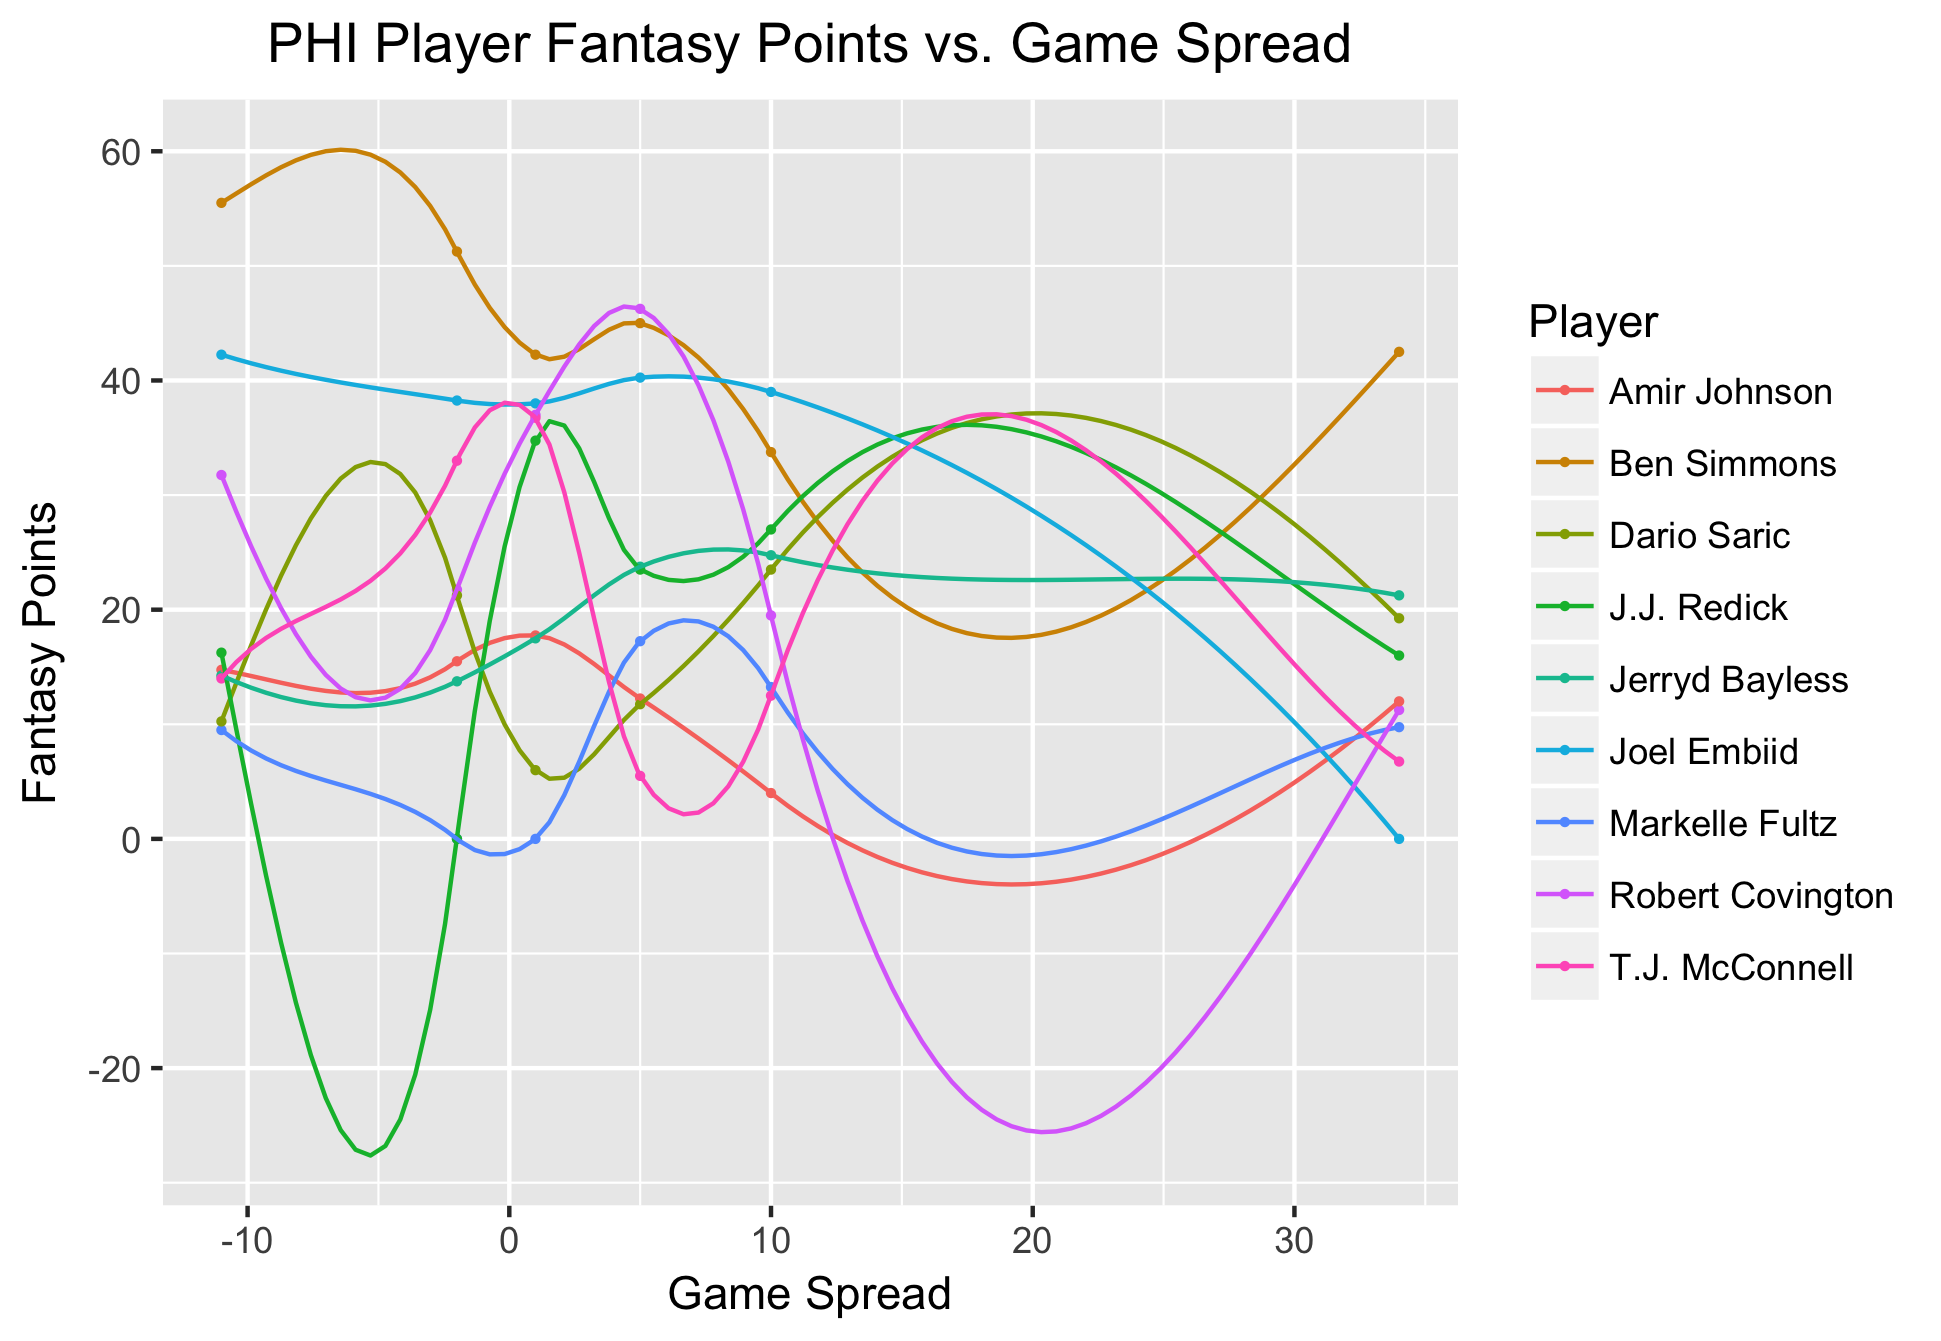 PHI Player Fantasy Points vs. Game Spread
60
40
20
0
-20
Fantasy Points
-10
0
10
20
30
Game Spread
Player
Amir Johnson
Ben Simmons
Dario Saric
J.J. Redick
Jerryd Bayless
Joel Embiid
Markelle Fultz
Robert Covington
T.J. McConnell